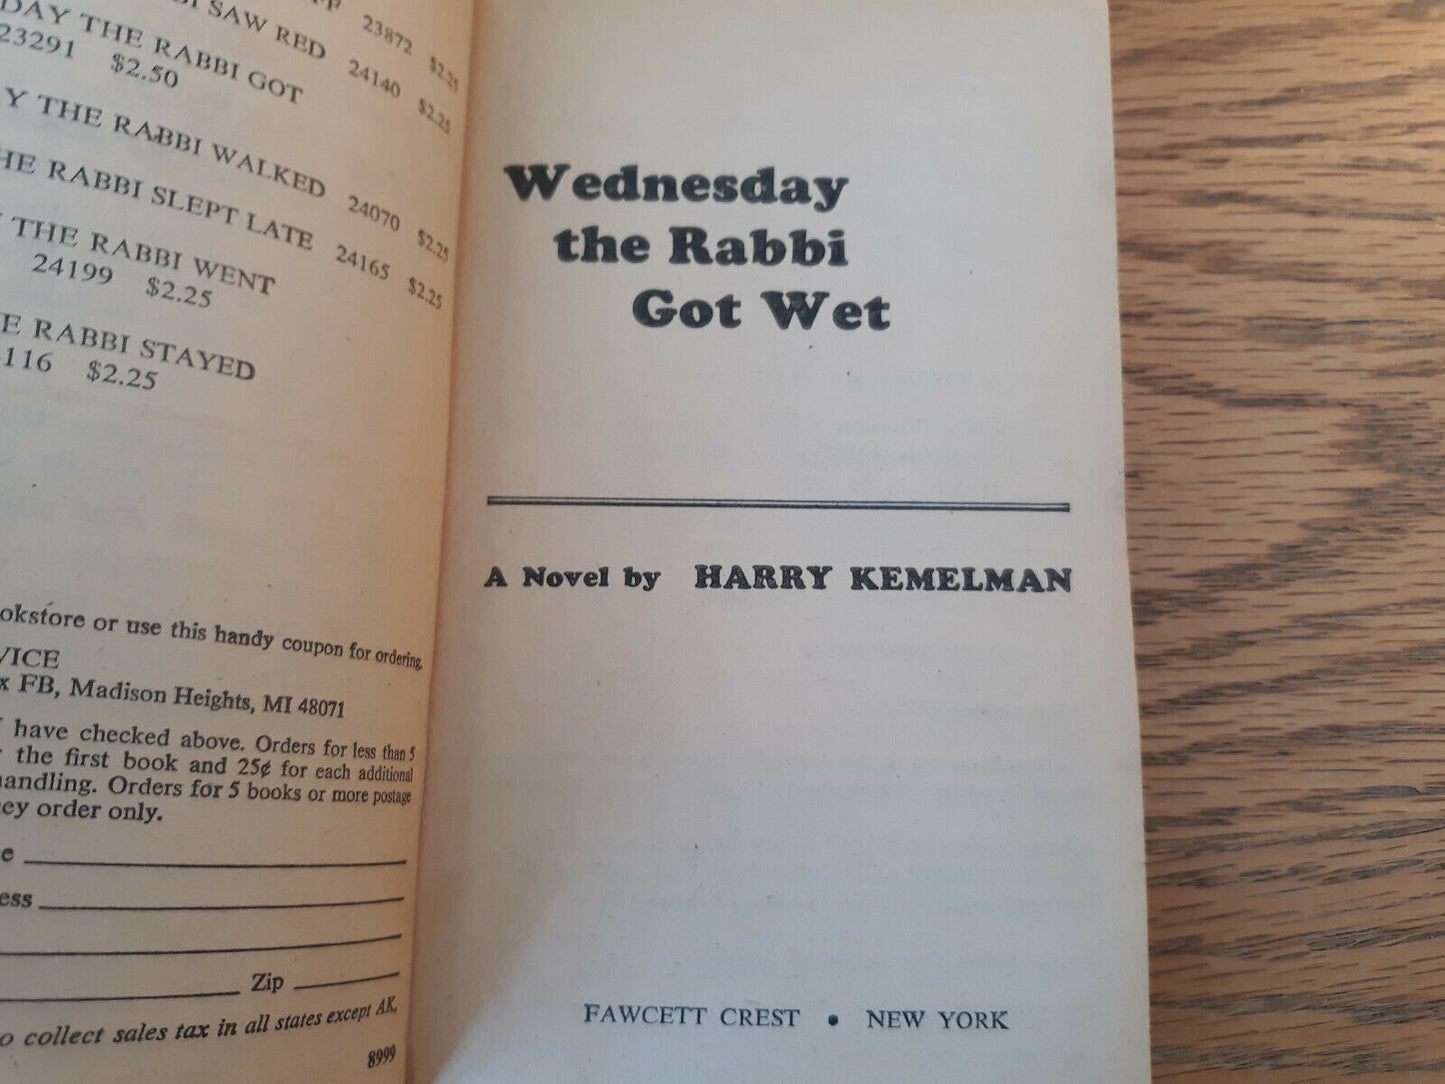 23872 $2.25
SAW RED 24140 $2.25
DAY THE RABBI GOT
23291 $2.50
Y THE RABBI WALKED 24070 $2.25
HE RABBI SLEPT LATE 24165 $2.25
THE RABBI WENT
24199 $2.25
E RABBI STAYED
116 $2.25
okstore or use this handy coupon for ordering.
VICE
x FB, Madison Heights, MI 48071
I have checked above. Orders for less than 5
the first book and 25¢ for each additional
handling. Orders for 5 books or more postage
ey order only.
e
ess
Zip
o collect sales tax in all states except AK,
8999
Wednesday
the Rabbi
Got Wet
A Novel by HARRY KEMELMAN
FAWCETT CREST • NEW YORK